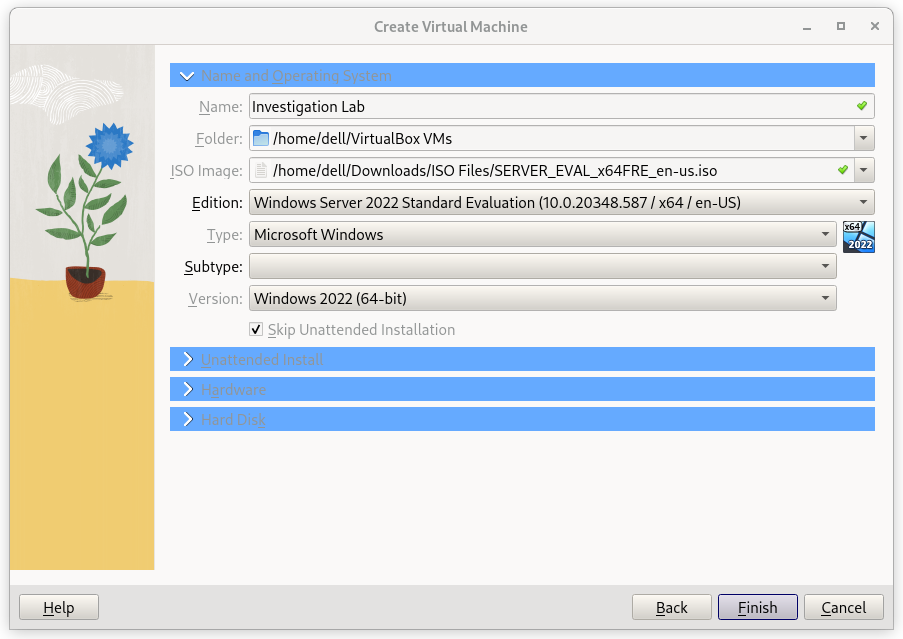 Create Virtual Machine
Name and Operating System
Name: Investigation Lab
Folder: /home/dell/VirtualBox VMs
ISO Image: /home/dell/Downloads/ISO Files/SERVER_EVAL_x64FRE_en-us.iso
Edition: Windows Server 2022 Standard Evaluation (10.0.20348.587 / x64 / en-US)
Type: Microsoft Windows
x64
2022
Subtype:
Version: Windows 2022 (64-bit)
Skip Unattended Installation
Unattended Install
Hardware
Hard Disk
Help Back Finish Cancel